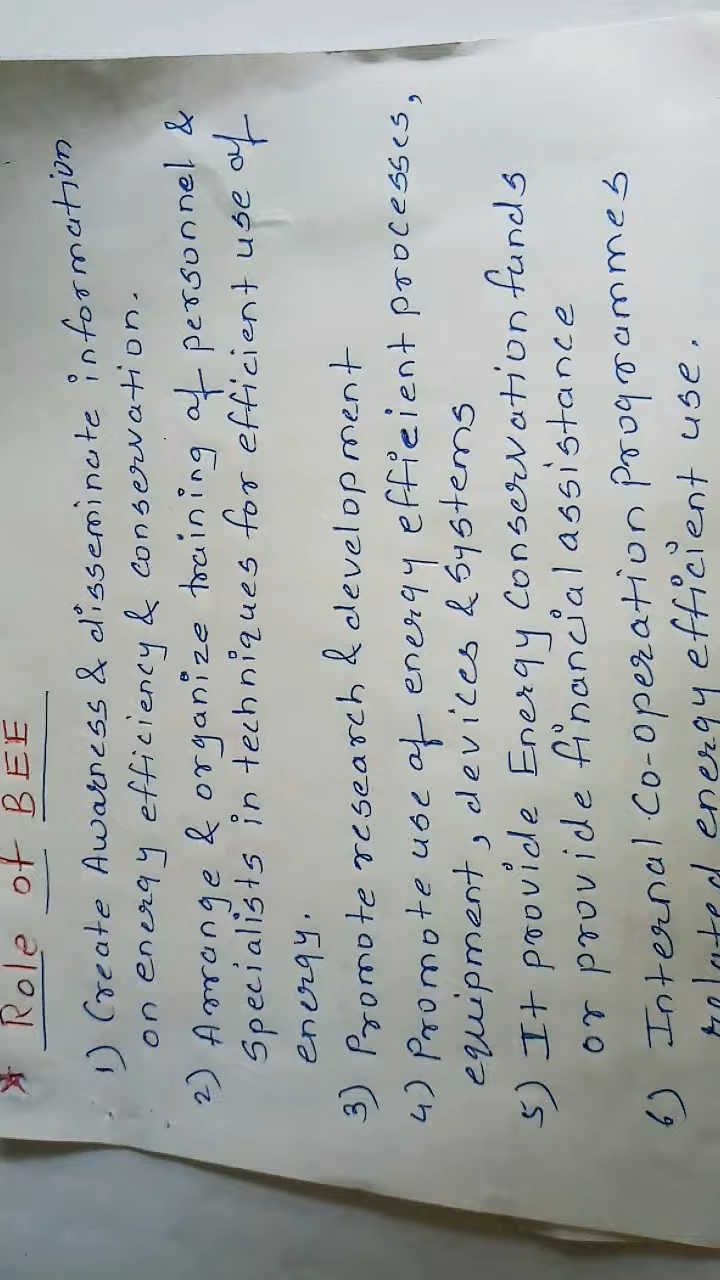 * Role of BEE
1) Create Awarness & disseminate information
on energy efficiency & conservation.
2) Arrange & organize training of personnel &
Specialists in techniques for efficient use of
energy.
3) Promote research & development
4) Promote use of energy efficient processes,
equipment, devices & Systems
5) It provide Energy Conservation funds
or provide financial assistance
6) Internal Co-operation Programmes
related energy efficient use.